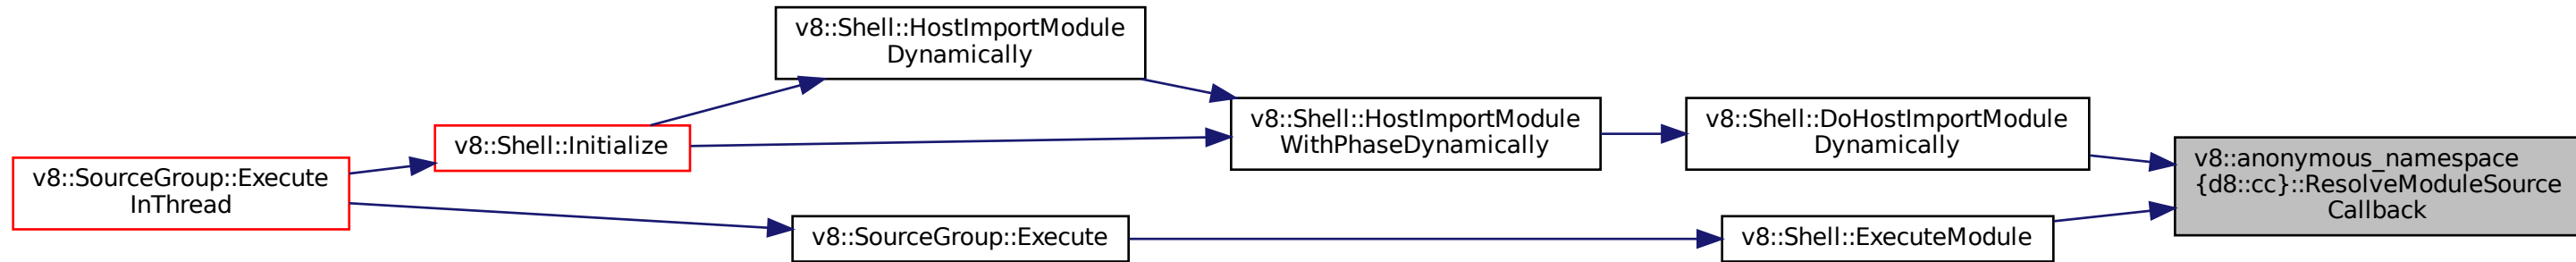 v8::Shell::HostImportModule
Dynamically
v8::Shell::HostImportModule
WithPhaseDynamically
v8::Shell::DoHostImportModule
Dynamically
v8::Shell::Initialize
v8::anonymous_namespace
{d8::cc}::ResolveModuleSource
Callback
v8::SourceGroup::Execute
InThread
v8::SourceGroup::Execute
v8::Shell::ExecuteModule